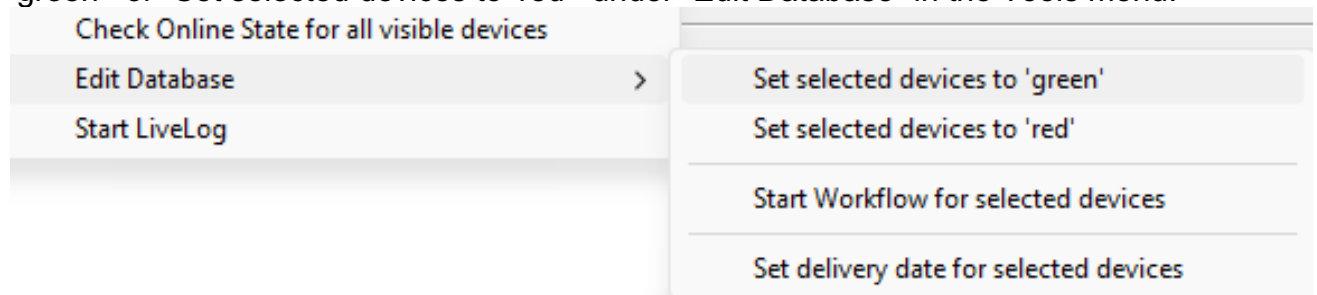 Check Online State for all visible devices
Edit Database >
Start LiveLog
Set selected devices to 'green'
Set selected devices to 'red'
Start Workflow for selected devices
Set delivery date for selected devices